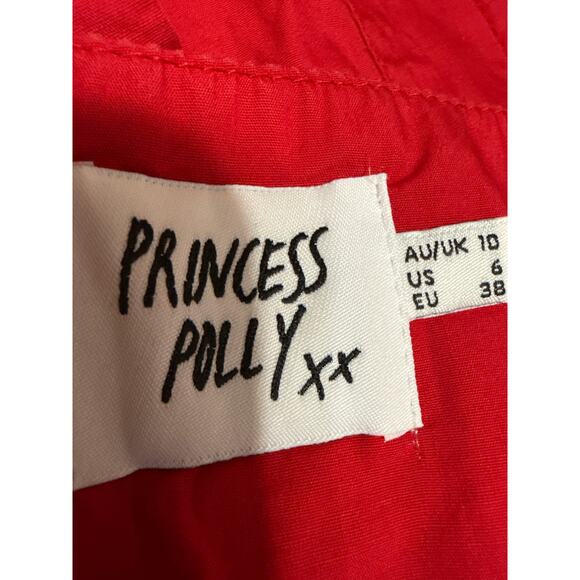 PRINCESS
POLLY xx
AU/UK 10
US 6
EU 38